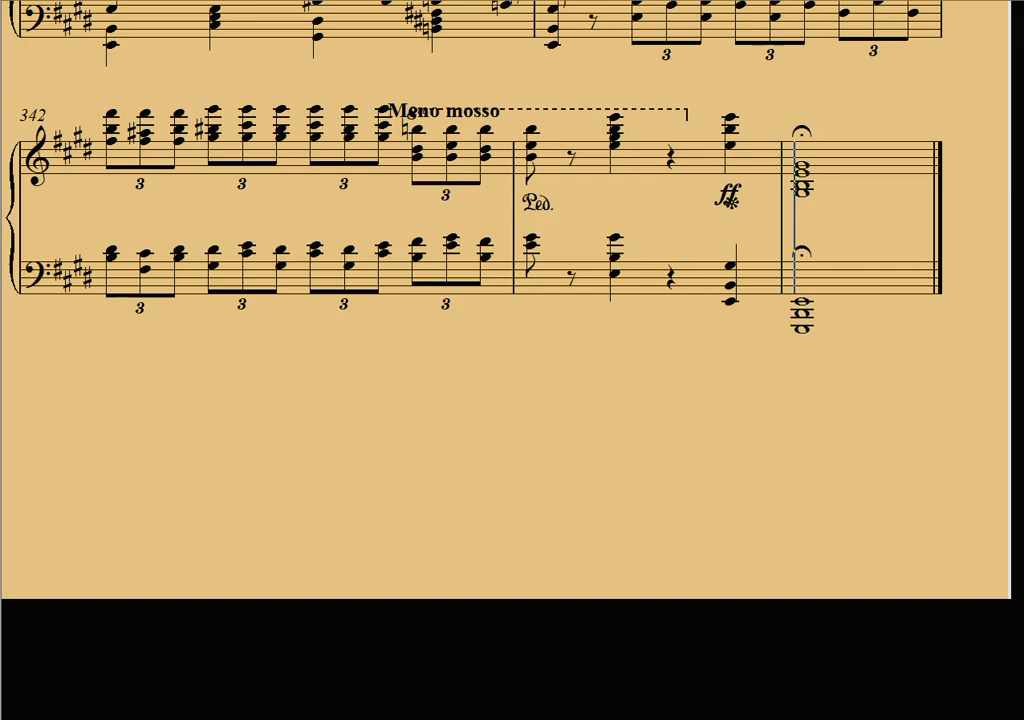 3 3 3
342
Meno mosso
3 3 3 3
Ped.
ff
3 3 3 3